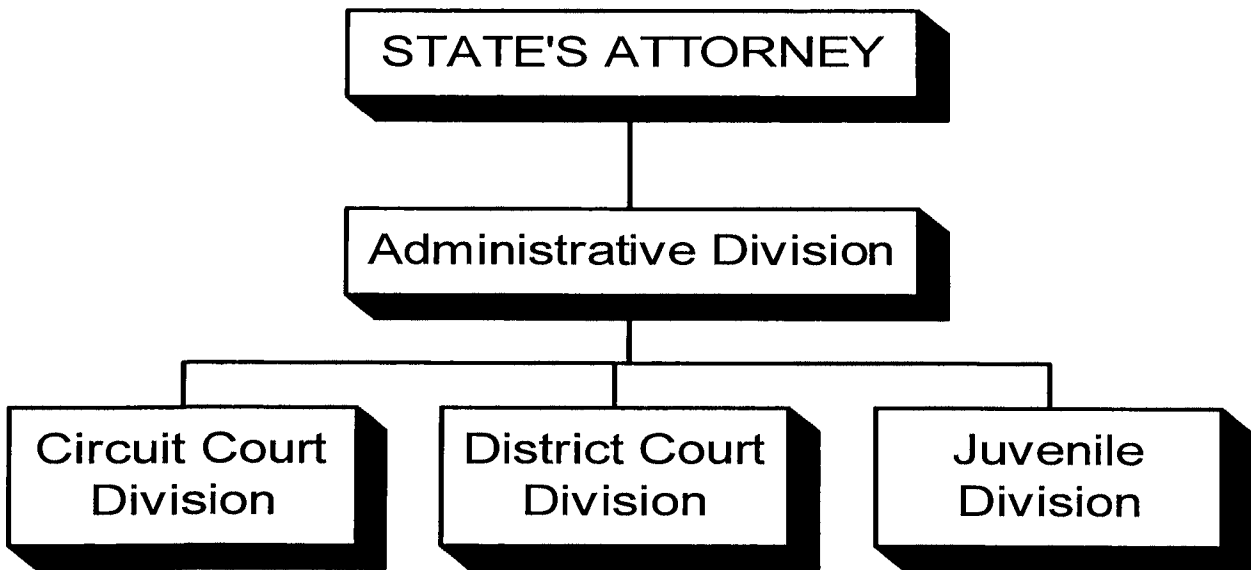 STATE'S ATTORNEY
Administrative Division
Circuit Court
Division
District Court
Division
Juvenile
Division